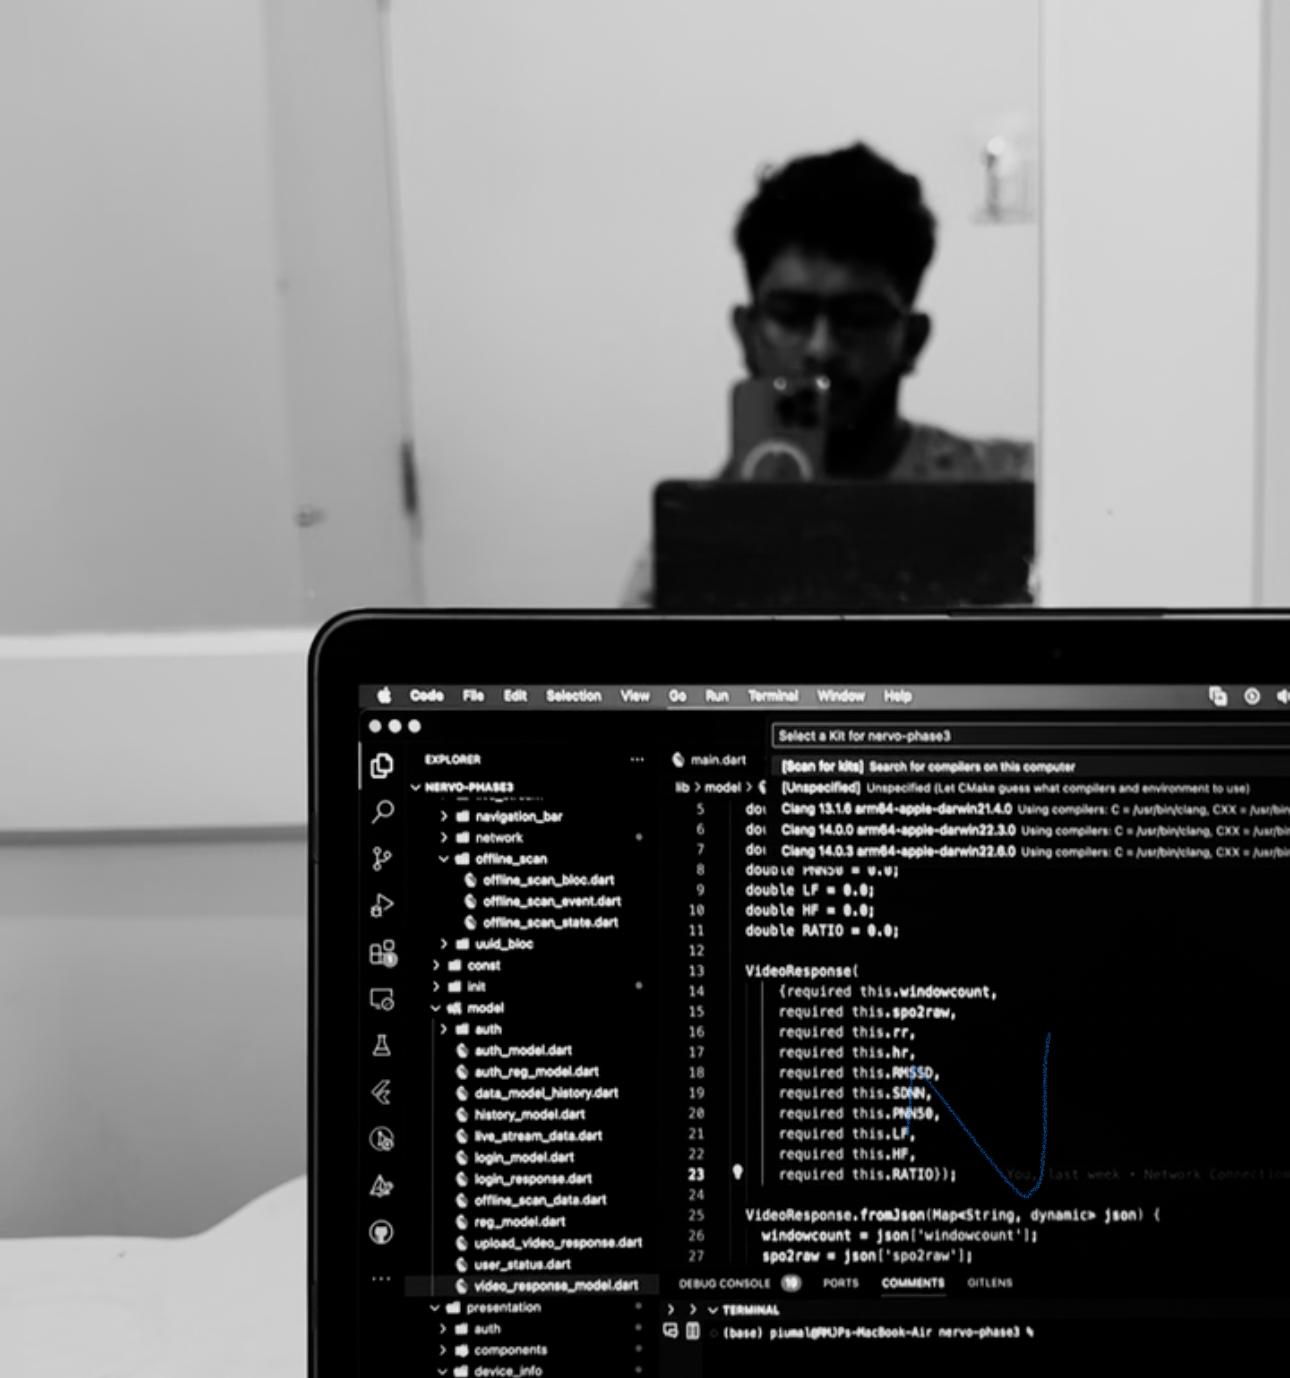 Code File Edit Selection View Go Run Terminal Window Help
Select a Kit for nervo-phase3
[Scan for kits] Search for compilers on this computer
[Unspecified] Unspecified (Let CMake guess what compilers and environment to use)
Clang 13.1.6 arm64-apple-darwin21.4.0 Using compilers: C = /usr/bin/clang, CXX = /usr/bin
Clang 14.0.0 arm64-apple-darwin22.3.0 Using compilers: C = /usr/bin/clang, CXX = /usr/bin
Clang 14.0.3 arm64-apple-darwin22.6.0 Using compilers: C = /usr/bin/clang, CXX = /usr/bin
EXPLORER
NERVO-PHASE3
navigation_bar
network
offline_scan
offline_scan_bloc.dart
offline_scan_event.dart
offline_scan_state.dart
uuid_bloc
const
init
model
auth
auth_model.dart
auth_reg_model.dart
data_model_history.dart
history_model.dart
live_stream_data.dart
login_model.dart
login_response.dart
offline_scan_data.dart
reg_model.dart
upload_video_response.dart
user_status.dart
video_response_model.dart
presentation
auth
components
device_info
main.dart
lib > model >
5 dou
6 dou
7 dou
8 double PNN50 = 0.0;
9 double LF = 0.0;
10 double HF = 0.0;
11 double RATIO = 0.0;
12
13 VideoResponse(
14 {required this.windowcount,
15 required this.spo2raw,
16 required this.rr,
17 required this.hr,
18 required this.RMSSD,
19 required this.SDNN,
20 required this.PNN50,
21 required this.LF,
22 required this.HF,
23 required this.RATIO}); You, last week • Network Connection
24
25 VideoResponse.fromJson(Map<String, dynamic> json) {
26 windowcount = json['windowcount'];
27 spo2raw = json['spo2raw'];
DEBUG CONSOLE PORTS COMMENTS GITLENS
TERMINAL
(base) piumal@RMJPs-MacBook-Air nervo-phase3 %